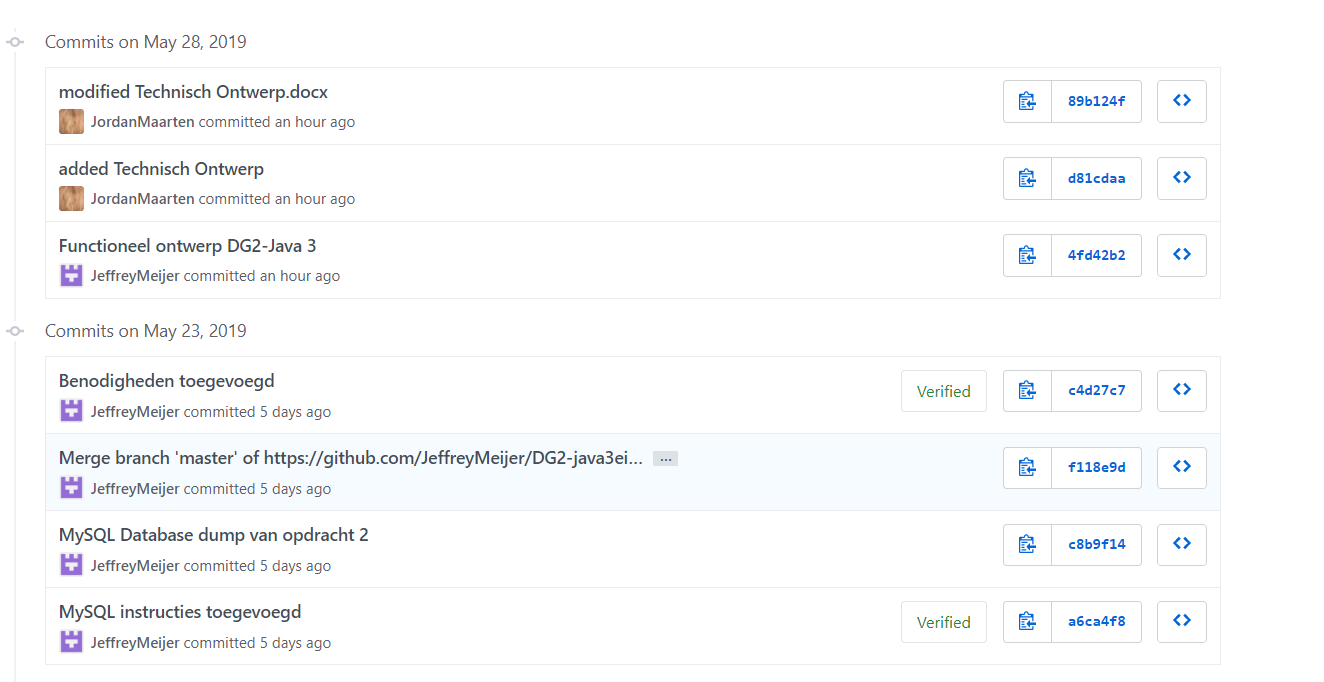 Commits on May 28, 2019
modified Technisch Ontwerp.docx
89b124f
JordanMaarten committed an hour ago
added Technisch Ontwerp
d81cdaa
JordanMaarten committed an hour ago
Functioneel ontwerp DG2-Java 3
4fd42b2
JeffreyMeijer committed an hour ago
Commits on May 23, 2019
Benodigheden toegevoegd
Verified
c4d27c7
JeffreyMeijer committed 5 days ago
Merge branch 'master' of https://github.com/JeffreyMeijer/DG2-java3ei... …
f118e9d
JeffreyMeijer committed 5 days ago
MySQL Database dump van opdracht 2
c8b9f14
JeffreyMeijer committed 5 days ago
MySQL instructies toegevoegd
Verified
a6ca4f8
JeffreyMeijer committed 5 days ago